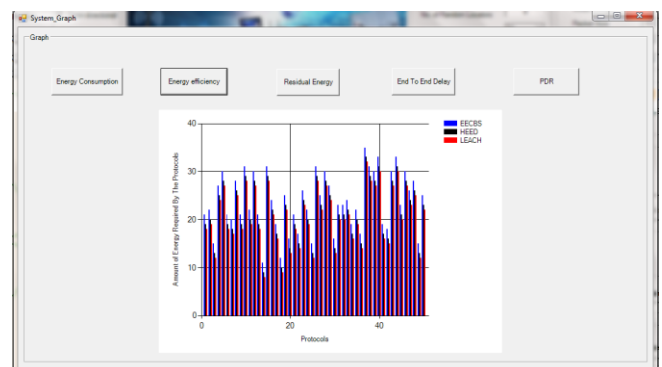 System_Graph
Graph
Energy Consumption
Energy efficiency
Residual Energy
End To End Delay
PDR
EECBS
HEED
LEACH
40
30
20
10
0
Amount of Energy Required By The Protocols
0
20
40
Protocols